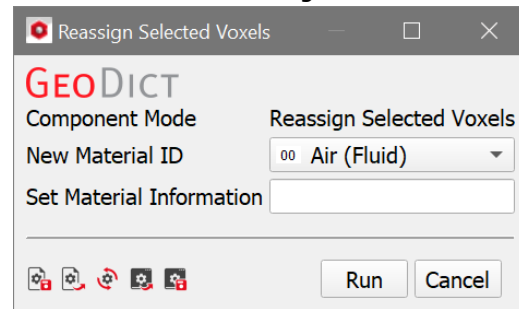 Reassign Selected Voxels
GEODICT
Component Mode Reassign Selected Voxels
New Material ID 00 Air (Fluid)
Set Material Information
Run Cancel